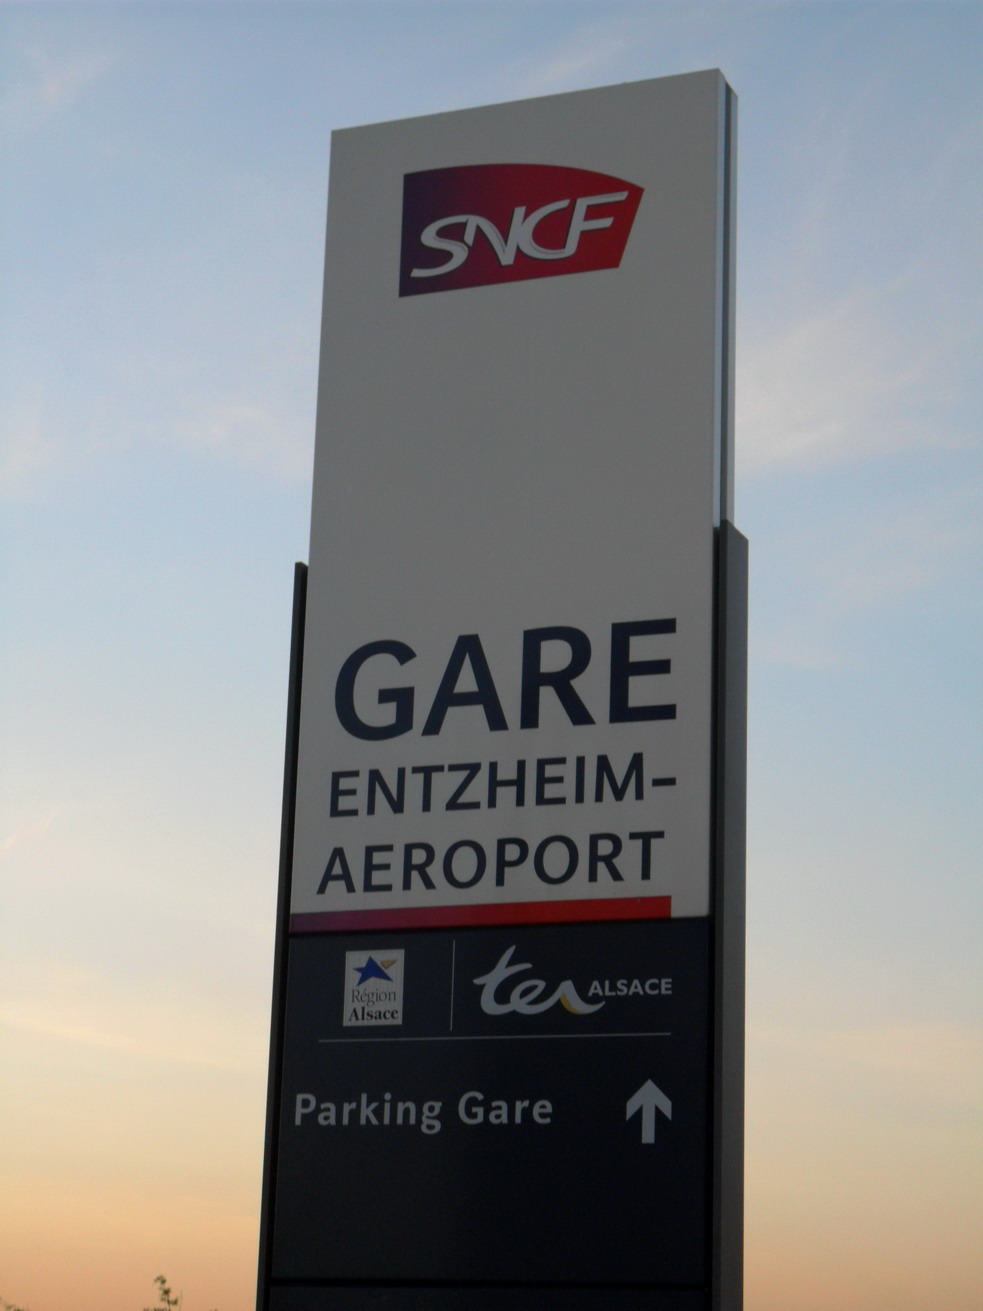 SNCF
GARE
ENTZHEIM-
AEROPORT
Région
Alsace
ter ALSACE
Parking Gare